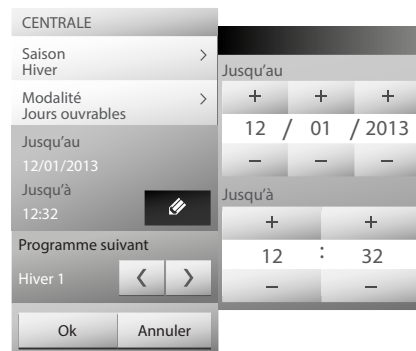 CENTRALE
Saison
Hiver
Modalité
Jours ouvrables
Jusqu'au
12/01/2013
Jusqu'à
12:32
Programme suivant
Hiver 1
Ok
Annuler
Jusqu'au
+ + +
12 / 01 / 2013
– – –
Jusqu'à
+ +
12 : 32
– –